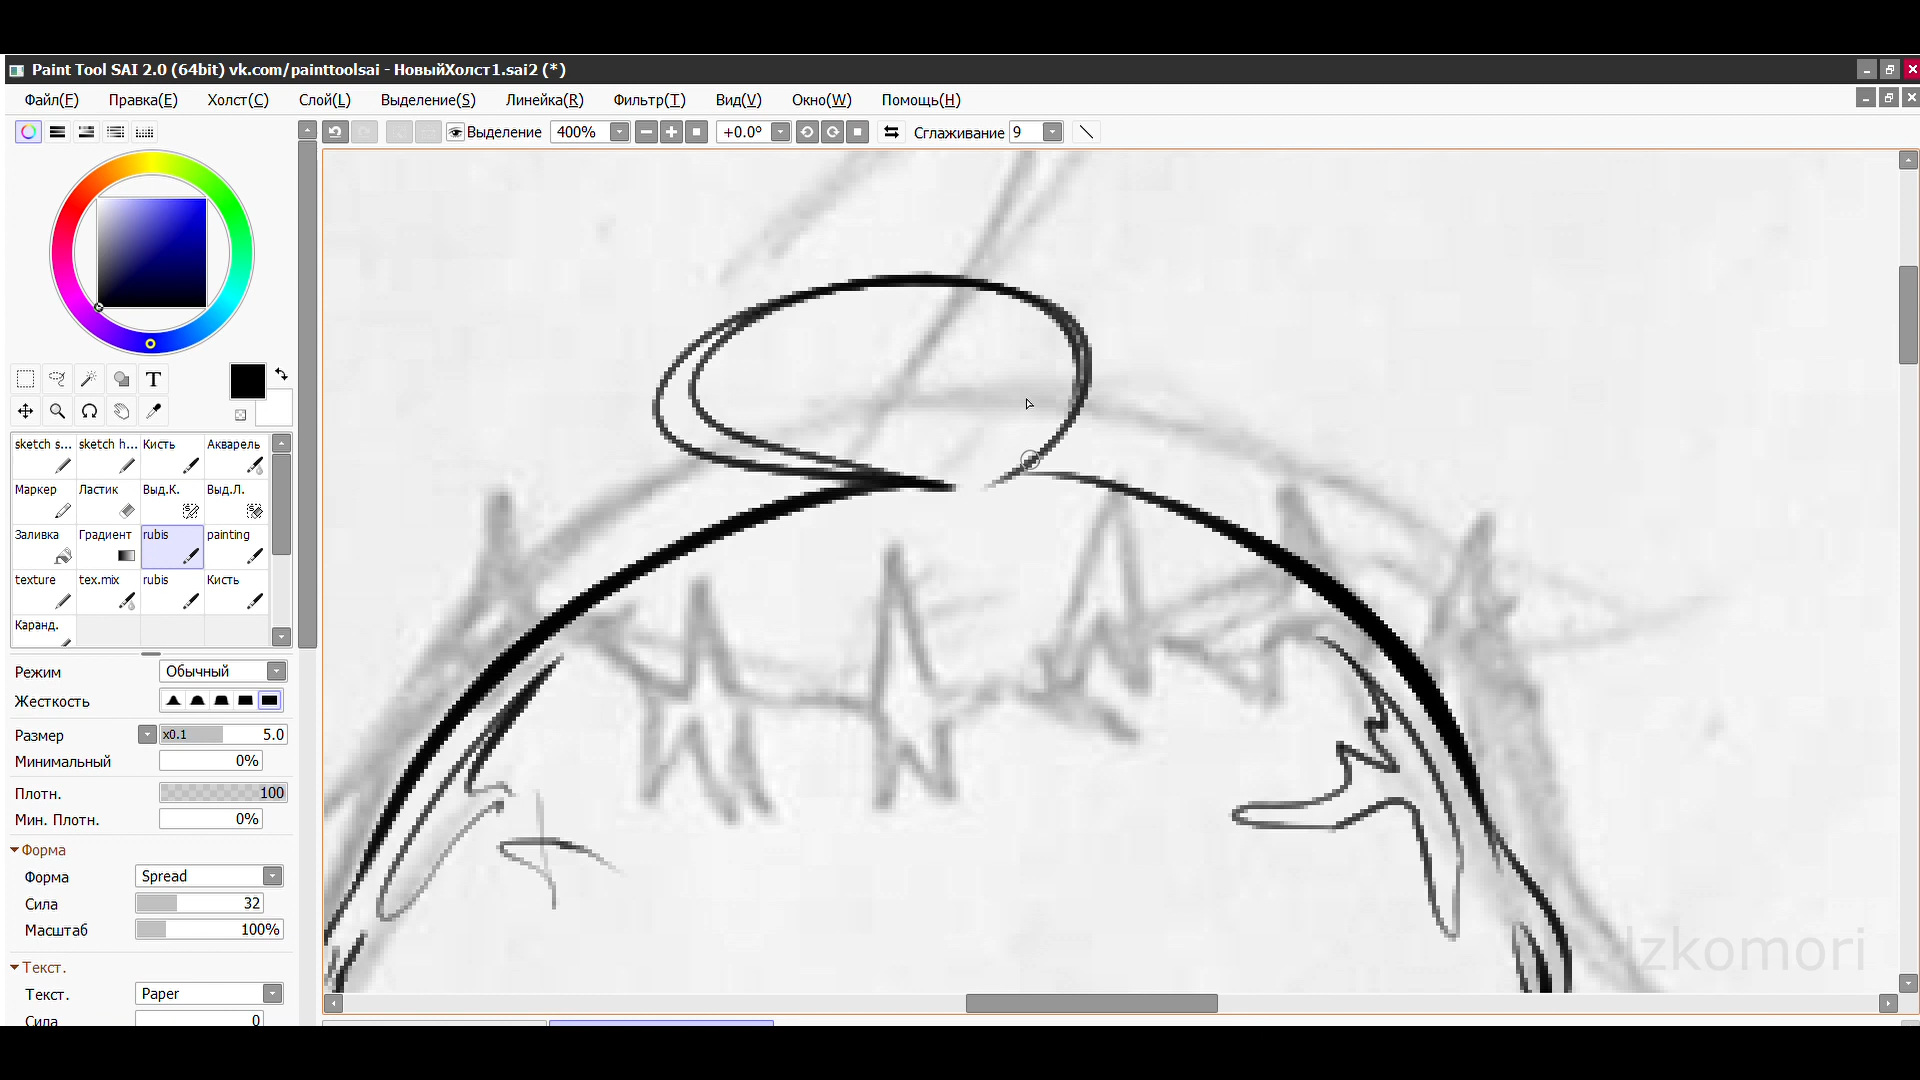 Paint Tool SAI 2.0 (64bit) vk.com/painttoolsai - НовыйХолст1.sai2 (*)
Файл(F) Правка(E) Холст(C) Слой(L) Выделение(S) Линейка(R) Фильтр(T) Вид(V) Окно(W) Помощь(H)
Выделение 400% +0.0° Сглаживание 9
T
sketch s... sketch h... Кисть Акварель
Маркер Ластик Выд.К. Выд.Л.
Заливка Градиент rubis painting
texture tex.mix rubis Кисть
Каранд.
Режим Обычный
Жесткость
Размер x0.1 5.0
Минимальный 0%
Плотн. 100
Мин. Плотн. 0%
Форма
Форма Spread
Сила 32
Масштаб 100%
Текст.
Текст. Paper
Сила 0